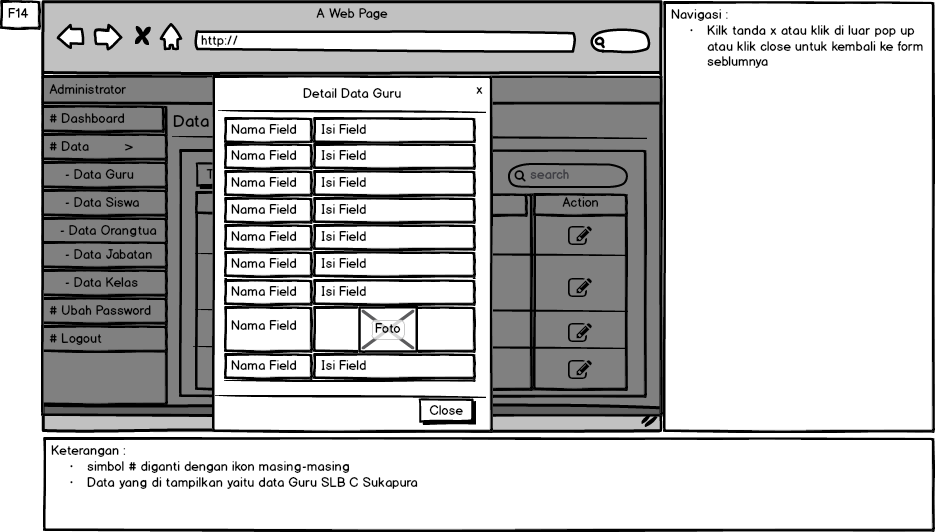 F14
A Web Page
http://
Navigasi :
· Kilk tanda x atau klik di luar pop up
atau klik close untuk kembali ke form
seblumnya
Administrator
Detail Data Guru
x
# Dashboard
# Data >
- Data Guru
- Data Siswa
- Data Orangtua
- Data Jabatan
- Data Kelas
# Ubah Password
# Logout
Data
T
search
Action
Nama Field Isi Field
Nama Field Isi Field
Nama Field Isi Field
Nama Field Isi Field
Nama Field Isi Field
Nama Field Isi Field
Nama Field Isi Field
Nama Field Foto
Nama Field Isi Field
Close
Keterangan :
· simbol # diganti dengan ikon masing-masing
· Data yang di tampilkan yaitu data Guru SLB C Sukapura